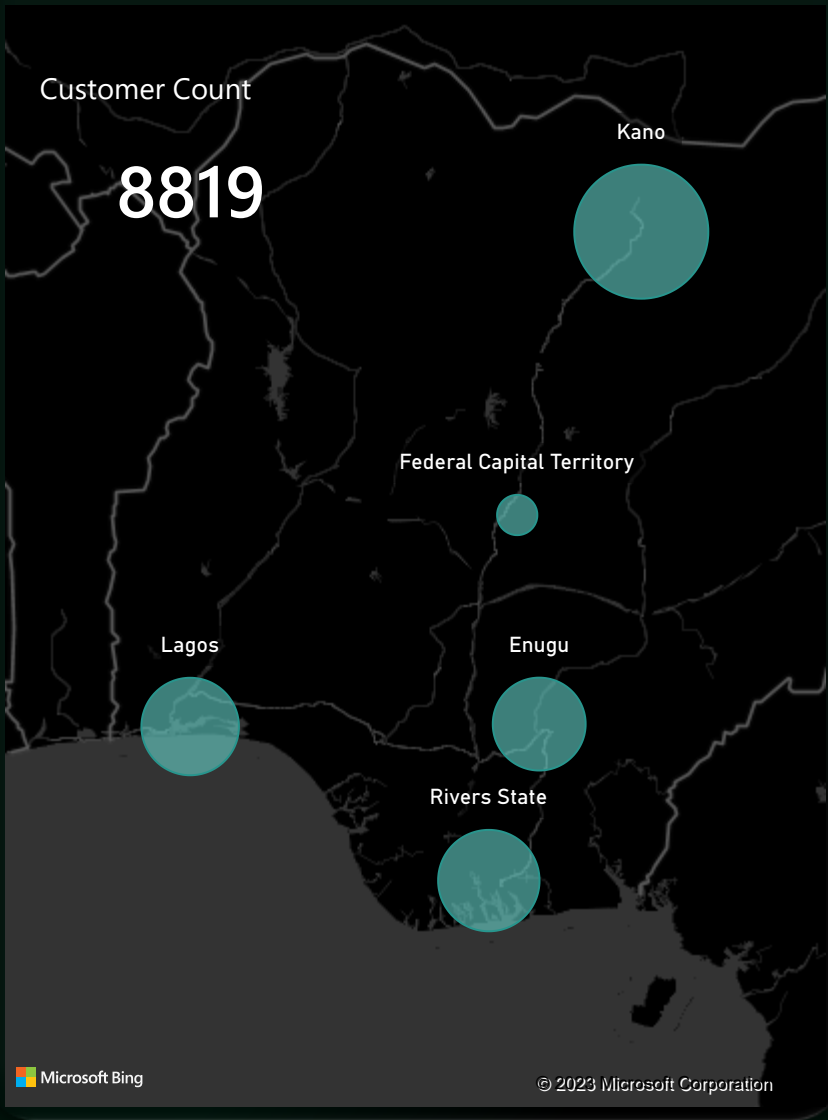 Customer Count
8819
Kano
Federal Capital Territory
Lagos
Enugu
Rivers State
Microsoft Bing
© 2023 Microsoft Corporation